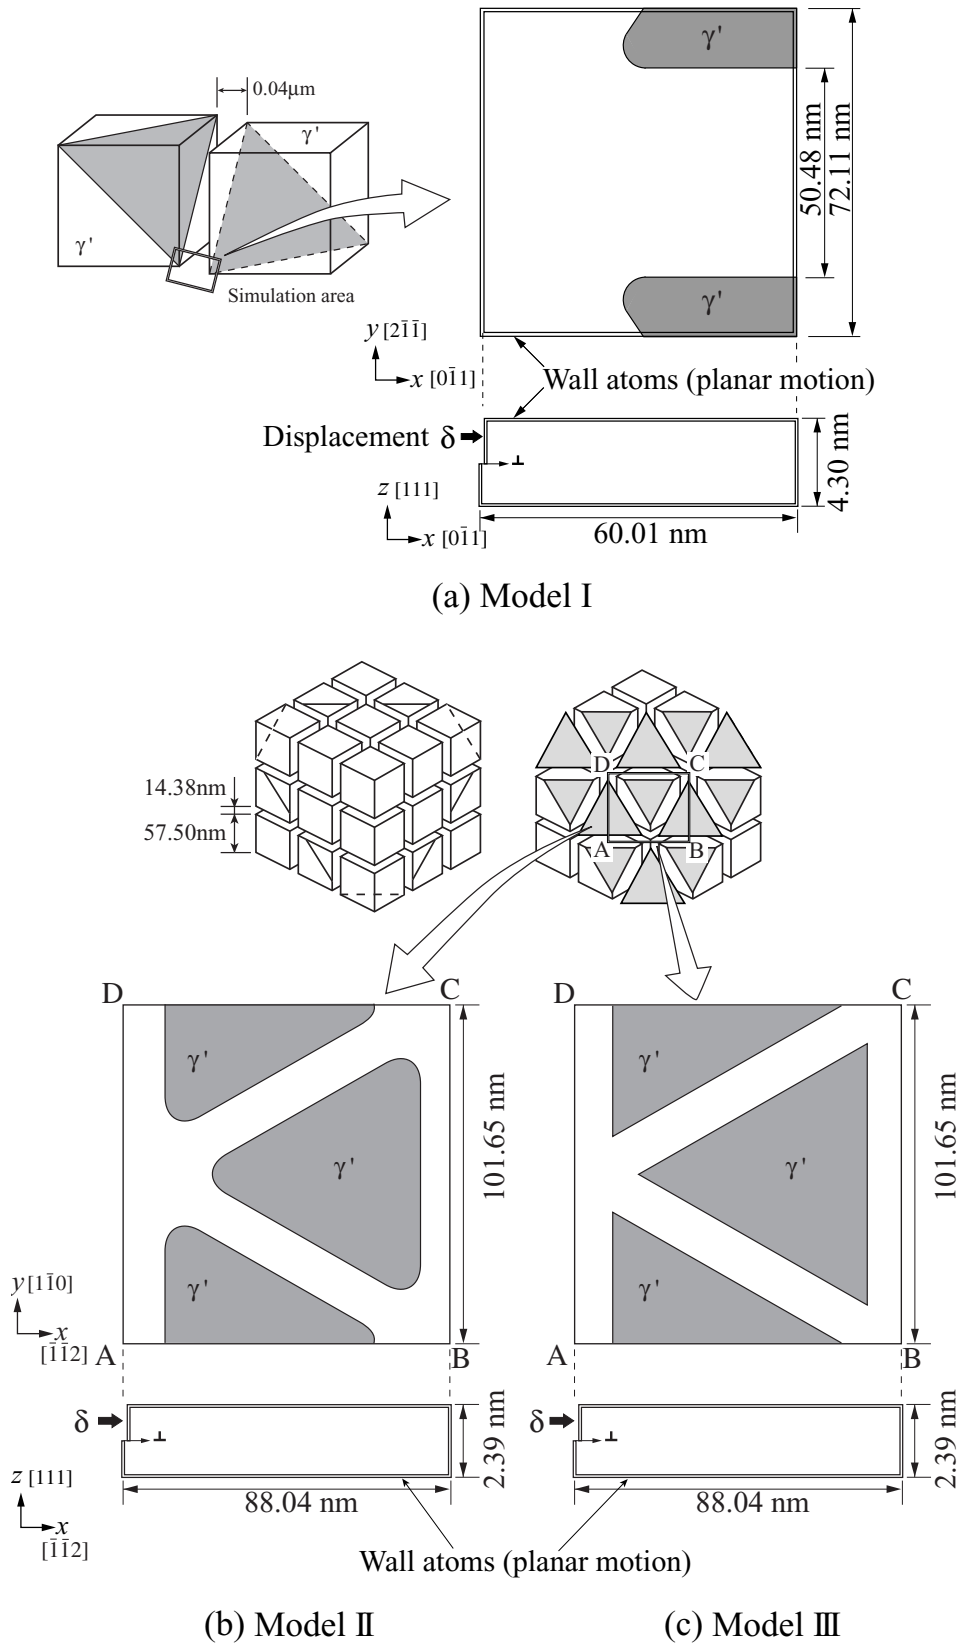 0.04μm
γ'
γ'
Simulation area
γ'
γ'
50.48 nm
72.11 nm
y [21̄1̄]
x [01̄1]
Wall atoms (planar motion)
Displacement δ
z [111]
x [01̄1]
4.30 nm
60.01 nm
(a) Model Ⅰ
14.38nm
57.50nm
D C
A B
D C
γ'
γ'
γ'
101.65 nm
y [11̄0]
x
[1̄1̄2]
A B
D C
γ'
γ'
γ'
101.65 nm
A B
δ
2.39 nm
z [111]
x
[1̄1̄2]
88.04 nm
δ
2.39 nm
88.04 nm
Wall atoms (planar motion)
(b) Model Ⅱ
(c) Model Ⅲ